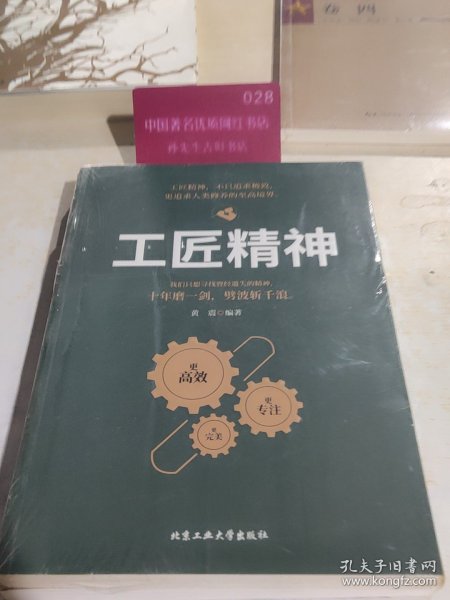 卷四
028
中国著名优质网红书店
孙先生古旧书店
工匠精神，不只追求极致，
更追求人类修养的至高境界。
工匠精神
我们只想寻找曾经遗失的精神，
十年磨一剑，劈波斩千浪。
黄 震◎编著
更
高效
更
专注
更
完美
北京工业大学出版社
孔夫子旧书网
www.kongfz.com